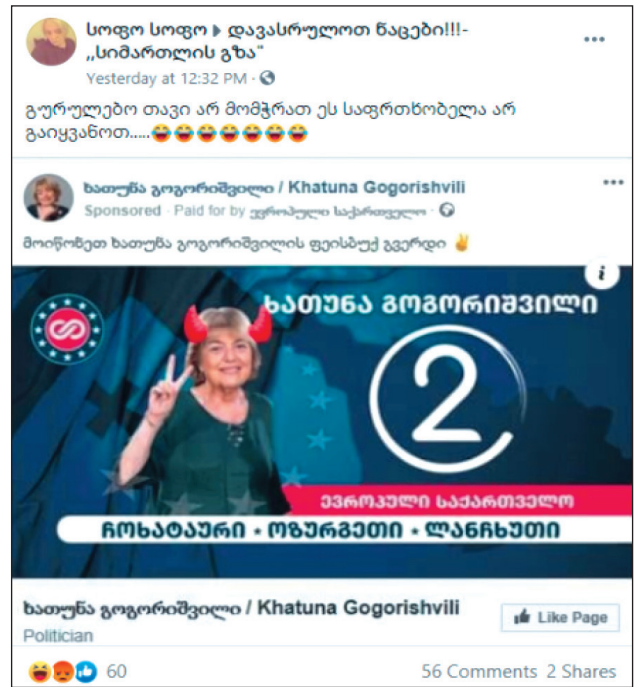 სოფო სოფო ▸ დავასრულოთ ნაცები!!!-
,,სიმართლის გზა"
Yesterday at 12:32 PM ·
გურულებო თავი არ მომჭრათ ეს საფრთხობელა არ
გაიყვანოთ.....😂😂😂😂😂😂😂
ხათუნა გოგორიშვილი / Khatuna Gogorishvili
Sponsored · Paid for by ევროპული საქართველო ·
მოიწონეთ ხათუნა გოგორიშვილის ფეისბუქ გვერდი ✌
i
ხათუნა გოგორიშვილი
2
ევროპული საქართველო
ჩოხატაური • ოზურგეთი • ლანჩხუთი
ხათუნა გოგორიშვილი / Khatuna Gogorishvili
Like Page
Politician
60
56 Comments 2 Shares